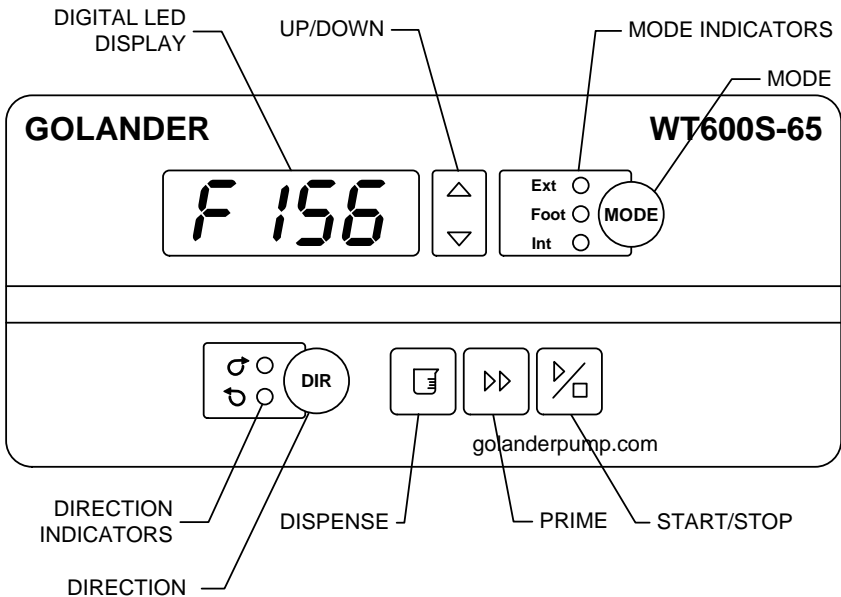 DIGITAL LED
DISPLAY
UP/DOWN
MODE INDICATORS
MODE
GOLANDER
WT600S-65
F 156
Ext
Foot
Int
MODE
DIR
golanderpump.com
DIRECTION
INDICATORS
DISPENSE
PRIME
START/STOP
DIRECTION